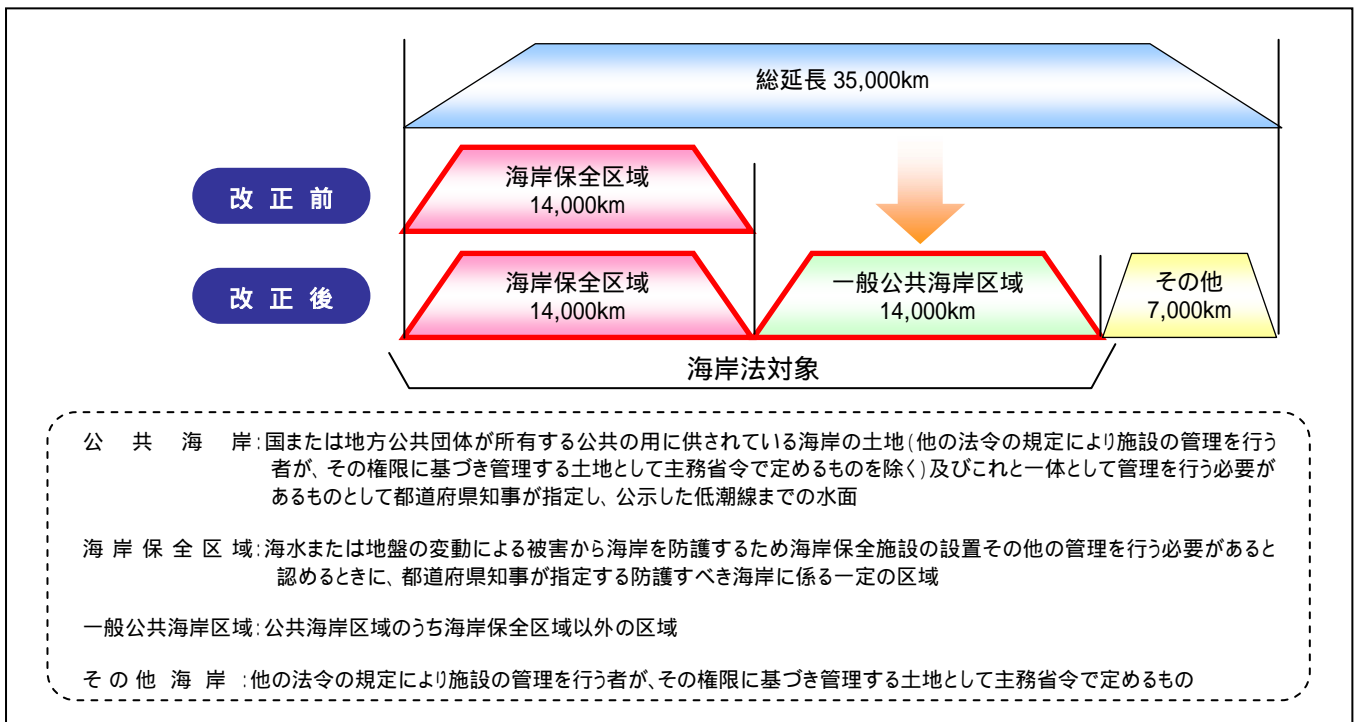 総延長 35,000km
改正前
海岸保全区域
14,000km
改正後
海岸保全区域
14,000km
一般公共海岸区域
14,000km
その他
7,000km
海岸法対象
公共海岸:国または地方公共団体が所有する公共の用に供されている海岸の土地(他の法令の規定により施設の管理を行う
者が、その権限に基づき管理する土地として主務省令で定めるものを除く)及びこれと一体として管理を行う必要が
あるものとして都道府県知事が指定し、公示した低潮線までの水面
海岸保全区域:海水または地盤の変動による被害から海岸を防護するため海岸保全施設の設置その他の管理を行う必要があると
認めるときに、都道府県知事が指定する防護すべき海岸に係る一定の区域
一般公共海岸区域:公共海岸区域のうち海岸保全区域以外の区域
その他海岸:他の法令の規定により施設の管理を行う者が、その権限に基づき管理する土地として主務省令で定めるもの